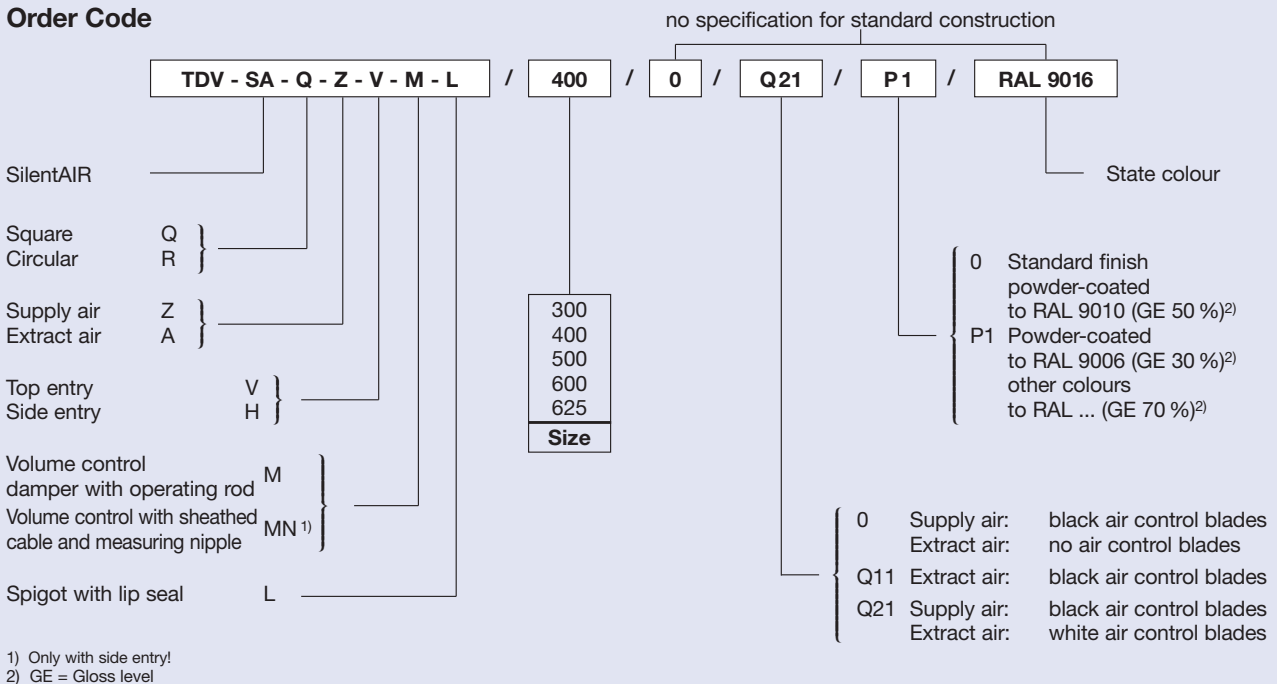 Order Code
no specification for standard construction
TDV - SA - Q - Z - V - M - L / 400 / 0 / Q21 / P1 / RAL 9016
SilentAIR
State colour
Square Q
Circular R
Supply air Z
Extract air A
Top entry V
Side entry H
Volume control
damper with operating rod M
Volume control with sheathed
cable and measuring nipple MN 1)
Spigot with lip seal L
300
400
500
600
625
Size
0 Standard finish
powder-coated
to RAL 9010 (GE 50 %)2)
P1 Powder-coated
to RAL 9006 (GE 30 %)2)
other colours
to RAL ... (GE 70 %)2)
0 Supply air: black air control blades
Extract air: no air control blades
Q11 Extract air: black air control blades
Q21 Supply air: black air control blades
Extract air: white air control blades
1) Only with side entry!
2) GE = Gloss level